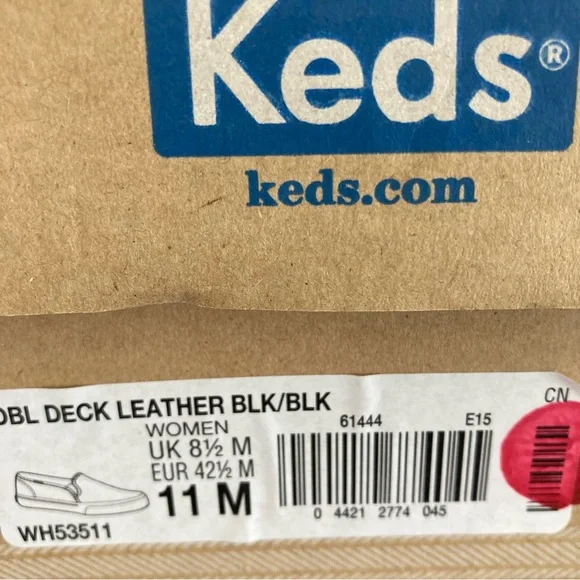 Keds®
keds.com
DBL DECK LEATHER BLK/BLK
WOMEN
UK 8½ M
EUR 42½ M
11 M
WH53511
61444 E15
0 4421 2774 045
CN